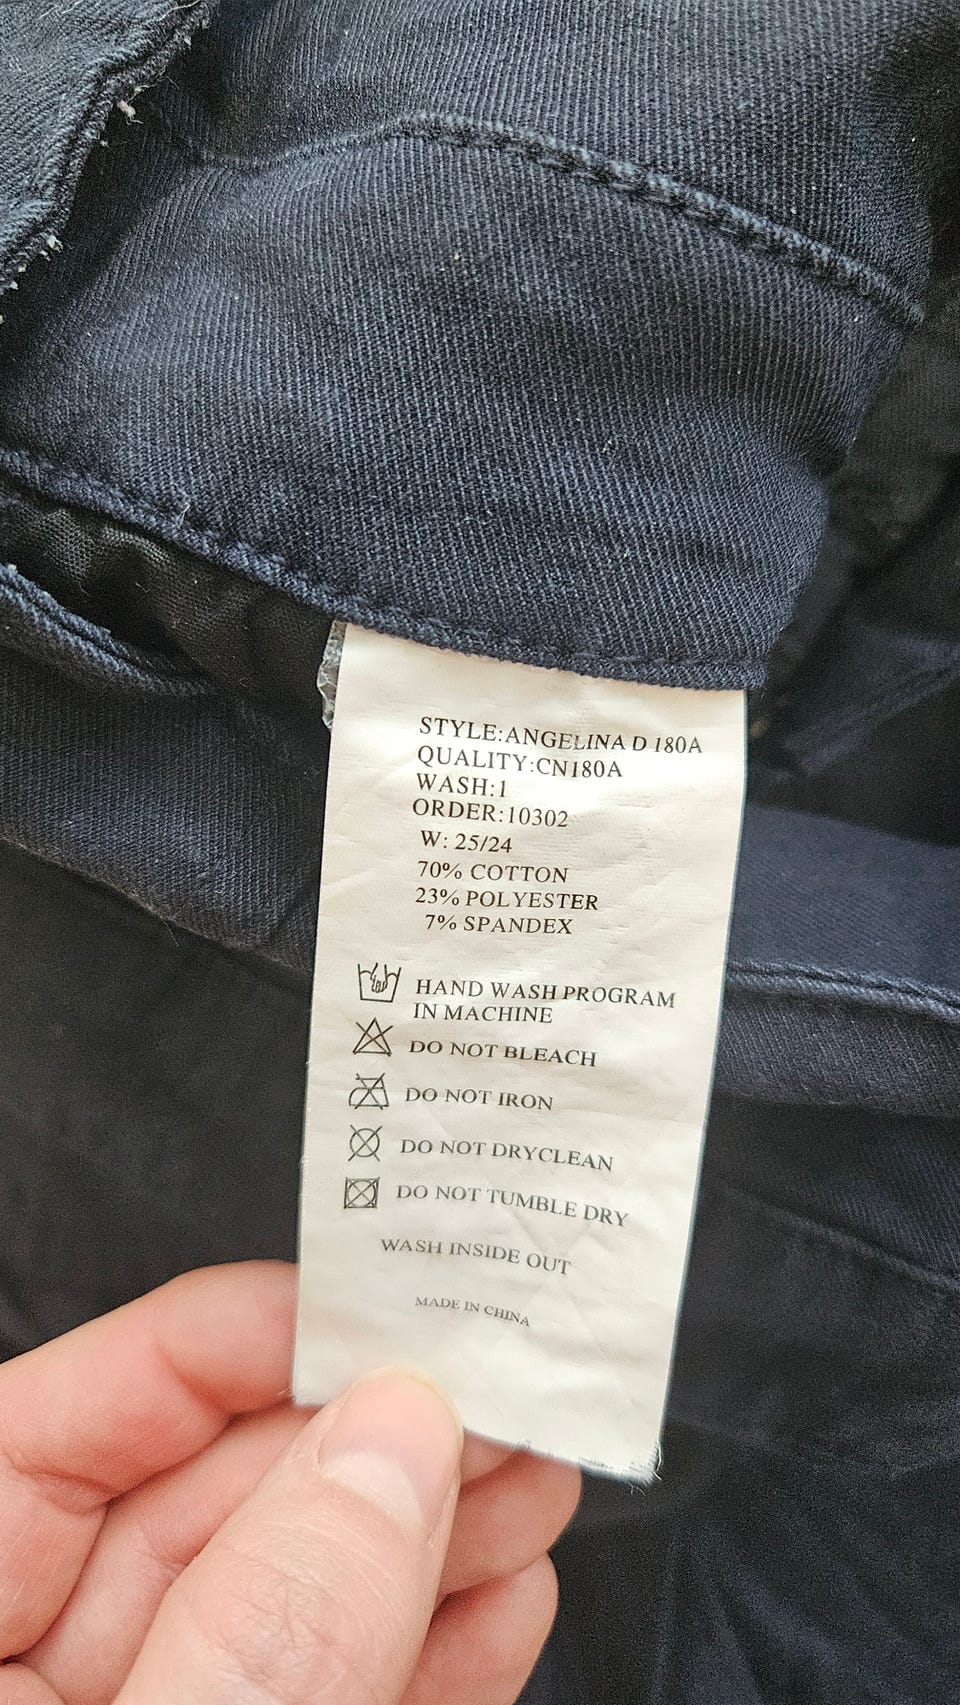 STYLE:ANGELINA D 180A
QUALITY:CN180A
WASH:1
ORDER:10302
W: 25/24
70% COTTON
23% POLYESTER
7% SPANDEX
HAND WASH PROGRAM
IN MACHINE
DO NOT BLEACH
DO NOT IRON
DO NOT DRYCLEAN
DO NOT TUMBLE DRY
WASH INSIDE OUT
MADE IN CHINA